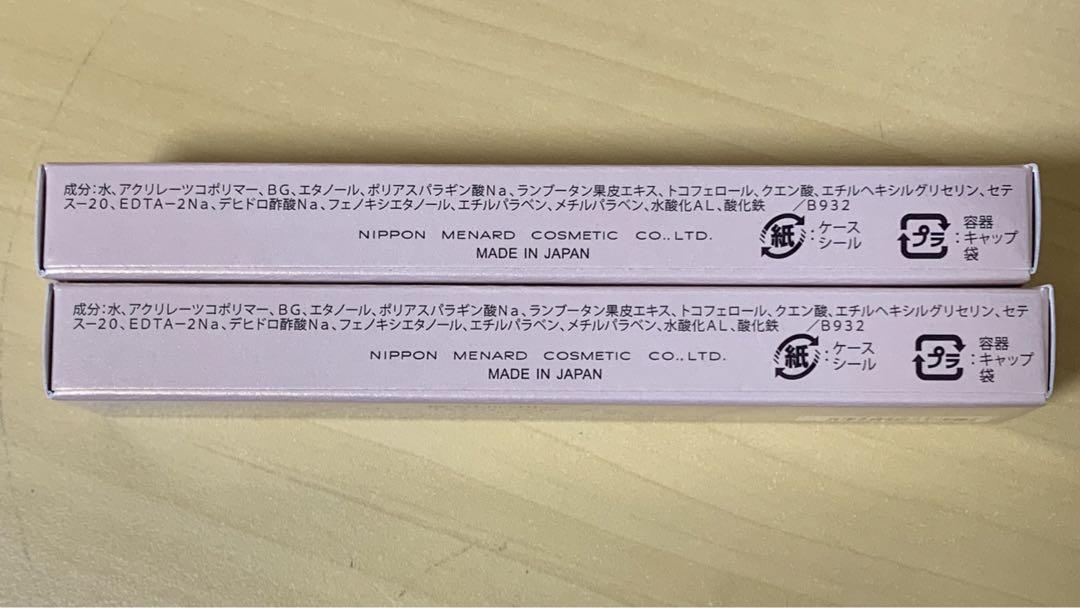 成分:水、アクリレーツコポリマー、BG、エタノール、ポリアスパラギン酸Na、ランブータン果皮エキス、トコフェロール、クエン酸、エチルヘキシルグリセリン、セテ
ス−20、EDTA−2Na、デヒドロ酢酸Na、フェノキシエタノール、エチルパラベン、メチルパラベン、水酸化AL、酸化鉄 ／B932
NIPPON MENARD COSMETIC CO.,LTD.
MADE IN JAPAN
紙:ケース
シール
プラ:容器
キャップ
袋
成分:水、アクリレーツコポリマー、BG、エタノール、ポリアスパラギン酸Na、ランブータン果皮エキス、トコフェロール、クエン酸、エチルヘキシルグリセリン、セテ
ス−20、EDTA−2Na、デヒドロ酢酸Na、フェノキシエタノール、エチルパラベン、メチルパラベン、水酸化AL、酸化鉄 ／B932
NIPPON MENARD COSMETIC CO.,LTD.
MADE IN JAPAN
紙:ケース
シール
プラ:容器
キャップ
袋